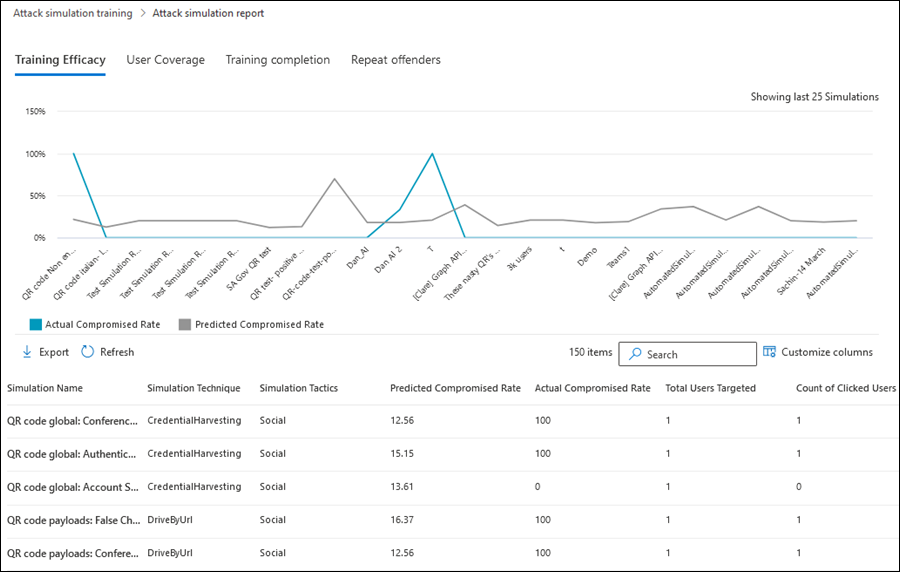 Attack simulation training > Attack simulation report
Training Efficacy User Coverage Training completion Repeat offenders
Showing last 25 Simulations
150%
100%
50%
0%
QR code Non en...
QR code italian- I...
Test Simulation R...
Test Simulation R...
Test Simulation R...
Test Simulation R...
SA Gov QR test
QR test- positive ...
QR-code-test-po...
Dan_AI
Dan AI 2
T
[Clare] Graph API...
These nasty QR's ...
3k users
t
Demo
Teams1
[Clare] Graph API...
AutomatedSimul...
AutomatedSimul...
AutomatedSimul...
AutomatedSimul...
Sachin-14 March
AutomatedSimul...
Actual Compromised Rate Predicted Compromised Rate
Export Refresh 150 items Search Customize columns
Simulation Name Simulation Technique Simulation Tactics Predicted Compromised Rate Actual Compromised Rate Total Users Targeted Count of Clicked Users
QR code global: Conferenc... CredentialHarvesting Social 12.56 100 1 1
QR code global: Authentic... CredentialHarvesting Social 15.15 100 1 1
QR code global: Account S... CredentialHarvesting Social 13.61 0 1 0
QR code payloads: False Ch... DriveByUrl Social 16.37 100 1 1
QR code payloads: Confere... DriveByUrl Social 12.56 100 1 1